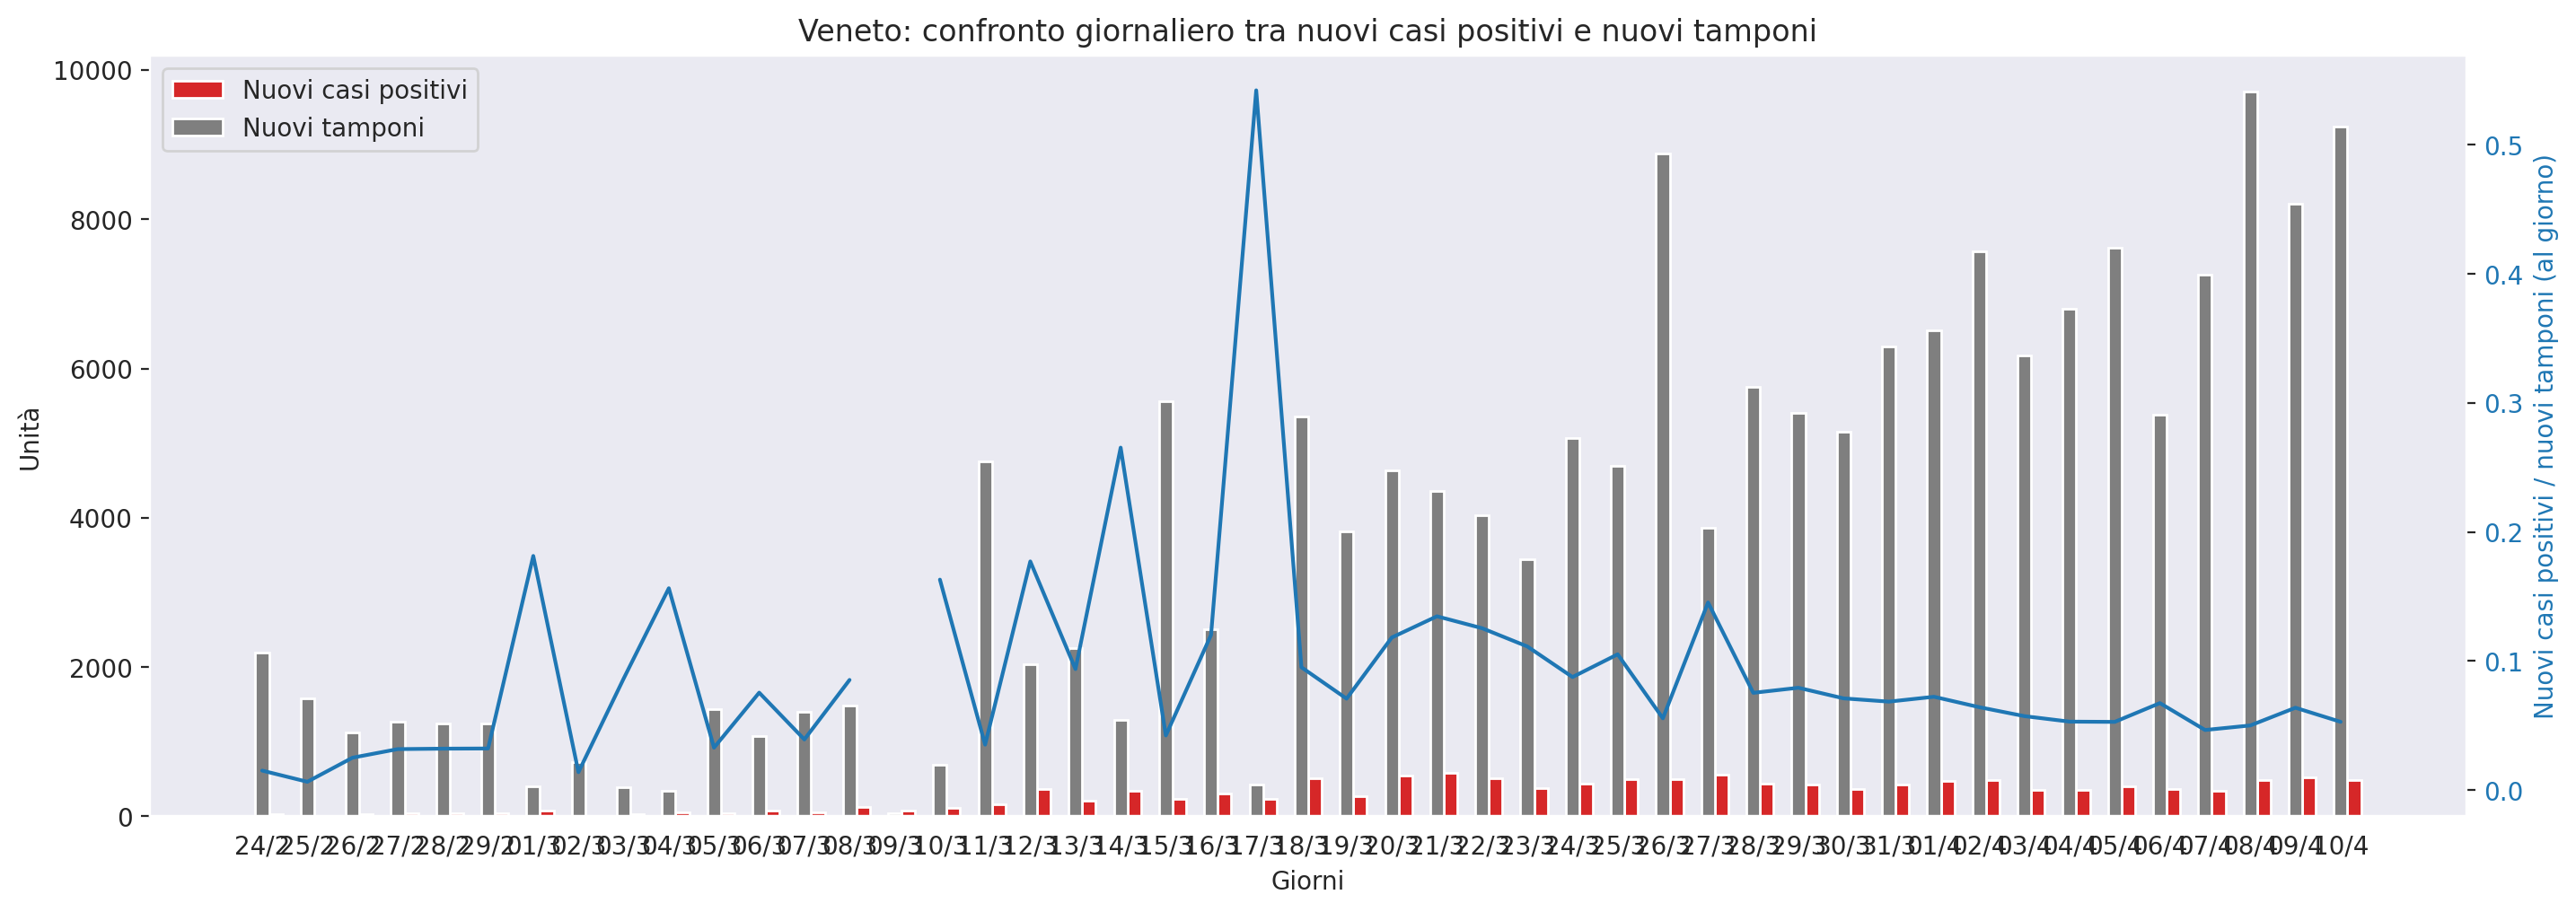 Veneto: confronto giornaliero tra nuovi casi positivi e nuovi tamponi
Nuovi casi positivi
Nuovi tamponi
10000
8000
6000
4000
2000
0
Unità
0.5
0.4
0.3
0.2
0.1
0.0
Nuovi casi positivi / nuovi tamponi (al giorno)
24/2 25/2 26/2 27/2 28/2 29/2 01/3 02/3 03/3 04/3 05/3 06/3 07/3 08/3 09/3 10/3 11/3 12/3 13/3 14/3 15/3 16/3 17/3 18/3 19/3 20/3 21/3 22/3 23/3 24/3 25/3 26/3 27/3 28/3 29/3 30/3 31/3 01/4 02/4 03/4 04/4 05/4 06/4 07/4 08/4 09/4 10/4
Giorni